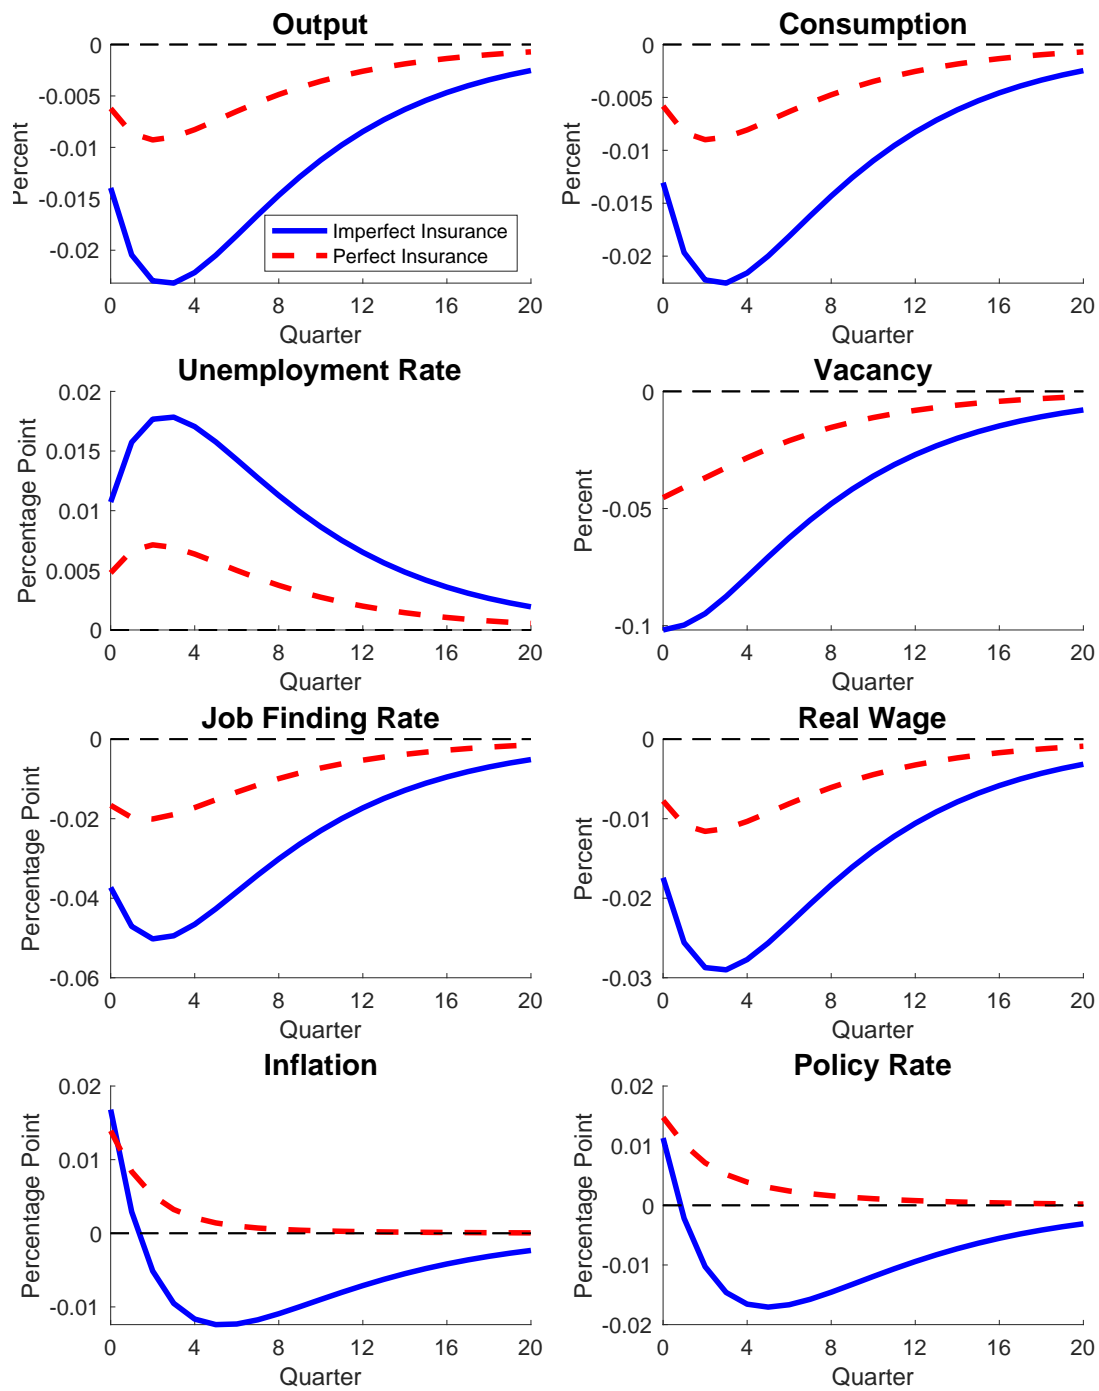 Output
Percent
0
-0.005
-0.01
-0.015
-0.02
Imperfect Insurance
Perfect Insurance
0 4 8 12 16 20
Quarter
Consumption
Percent
0
-0.005
-0.01
-0.015
-0.02
0 4 8 12 16 20
Quarter
Unemployment Rate
Percentage Point
0.02
0.015
0.01
0.005
0
0 4 8 12 16 20
Quarter
Vacancy
Percent
0
-0.05
-0.1
0 4 8 12 16 20
Quarter
Job Finding Rate
Percentage Point
0
-0.02
-0.04
-0.06
0 4 8 12 16 20
Quarter
Real Wage
Percent
0
-0.01
-0.02
-0.03
0 4 8 12 16 20
Quarter
Inflation
Percentage Point
0.02
0.01
0
-0.01
0 4 8 12 16 20
Quarter
Policy Rate
Percentage Point
0.02
0.01
0
-0.01
-0.02
0 4 8 12 16 20
Quarter